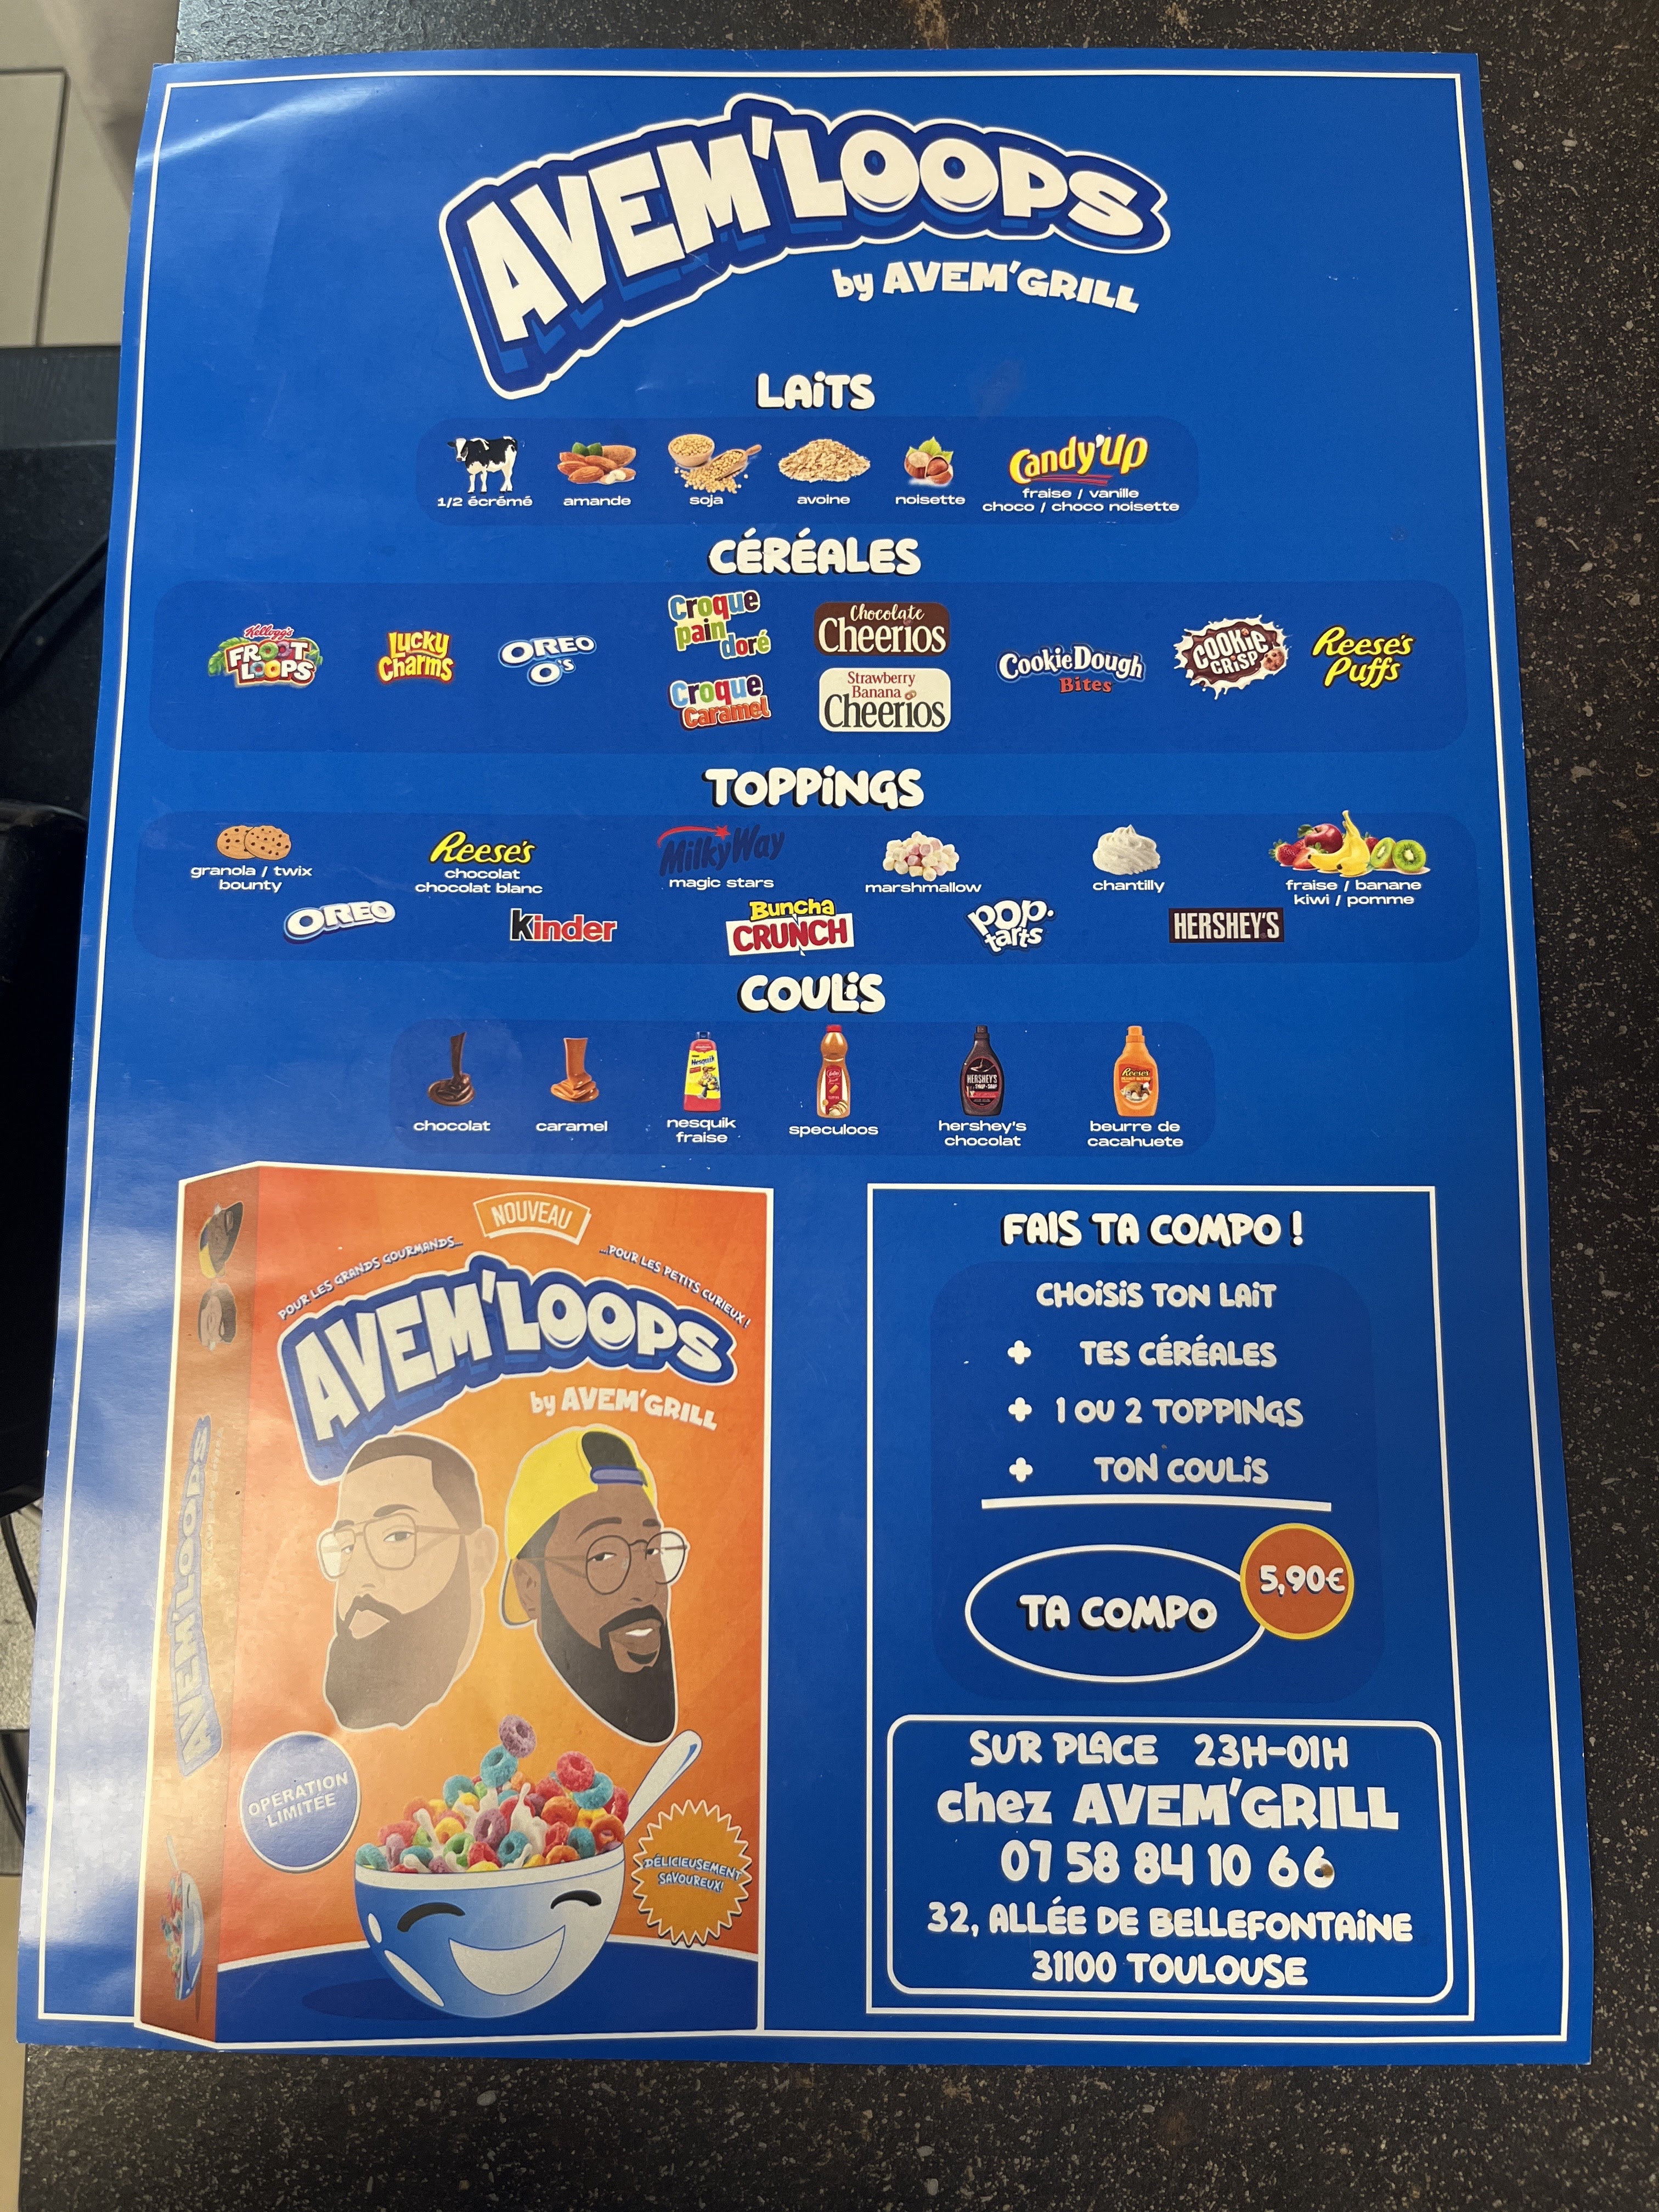 AVEM'LOOPS
by AVEM'GRILL
LAiTS
1/2 écrémé
amande
soja
avoine
noisette
Candy'Up
fraise / vanille
choco / choco noisette
CÉRÉALES
Kellogg's
FROOT
LOOPS
Lucky
Charms
OREO
O's
Croque
pain
doré
Croque
Caramel
Chocolate
Cheerios
Strawberry
Banana
Cheerios
CookieDough
Bites
COOKiE
CRiSP
Reese's
Puffs
TOPPiNGS
granola / twix
bounty
Reese's
chocolat
chocolat blanc
MilkyWay
magic stars
marshmallow
chantilly
fraise / banane
kiwi / pomme
OREO
Kinder
Buncha
CRUNCH
pop.
tarts
HERSHEY'S
COULiS
chocolat
caramel
Nesquik
nesquik
fraise
speculoos
HERSHEY'S
hershey's
chocolat
Reese's
beurre de
cacahuete
NOUVEAU
POUR LES GRANDS GOURMANDS...
...POUR LES PETITS CURIEUX !
AVEM'LOOPS
by AVEM'GRILL
AVEM'LOOPS
OPERATION
LIMITEE
DÉLICIEUSEMENT
SAVOUREUX!
FAIS TA COMPO !
CHOiSiS TON LAiT
+ TES CÉRÉALES
+ 1 OU 2 TOPPiNGS
+ TON COULiS
TA COMPO
5,90€
SUR PLACE 23H-01H
chez AVEM'GRILL
07 58 84 10 66
32, ALLÉE DE BELLEFONTAiNE
31100 TOULOUSE